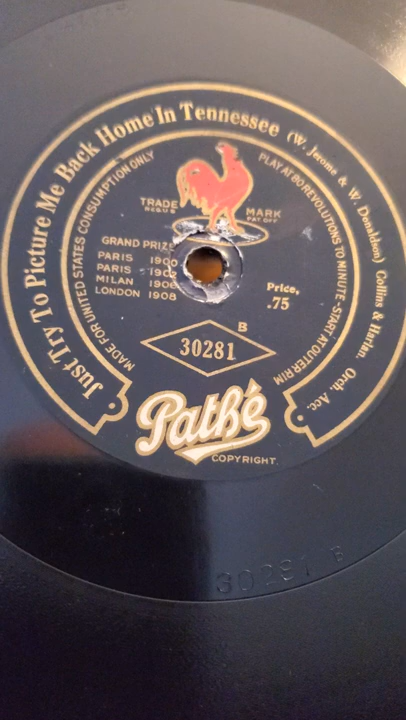 Just Try To Picture Me Back Home In Tennessee (W. Jerome & W. Donaldson) Collins & Harlan. Orch. Acc.
MADE FOR UNITED STATES CONSUMPTION ONLY
PLAY AT 80 REVOLUTIONS TO MINUTE-START AT OUTER RIM
TRADE MARK
REG U S PAT OFF
GRAND PRIZE
PARIS 1900
PARIS - 1902
MILAN 1906
LONDON 1908
Price,
.75
B
30281
Pathé
COPYRIGHT.
30281 B